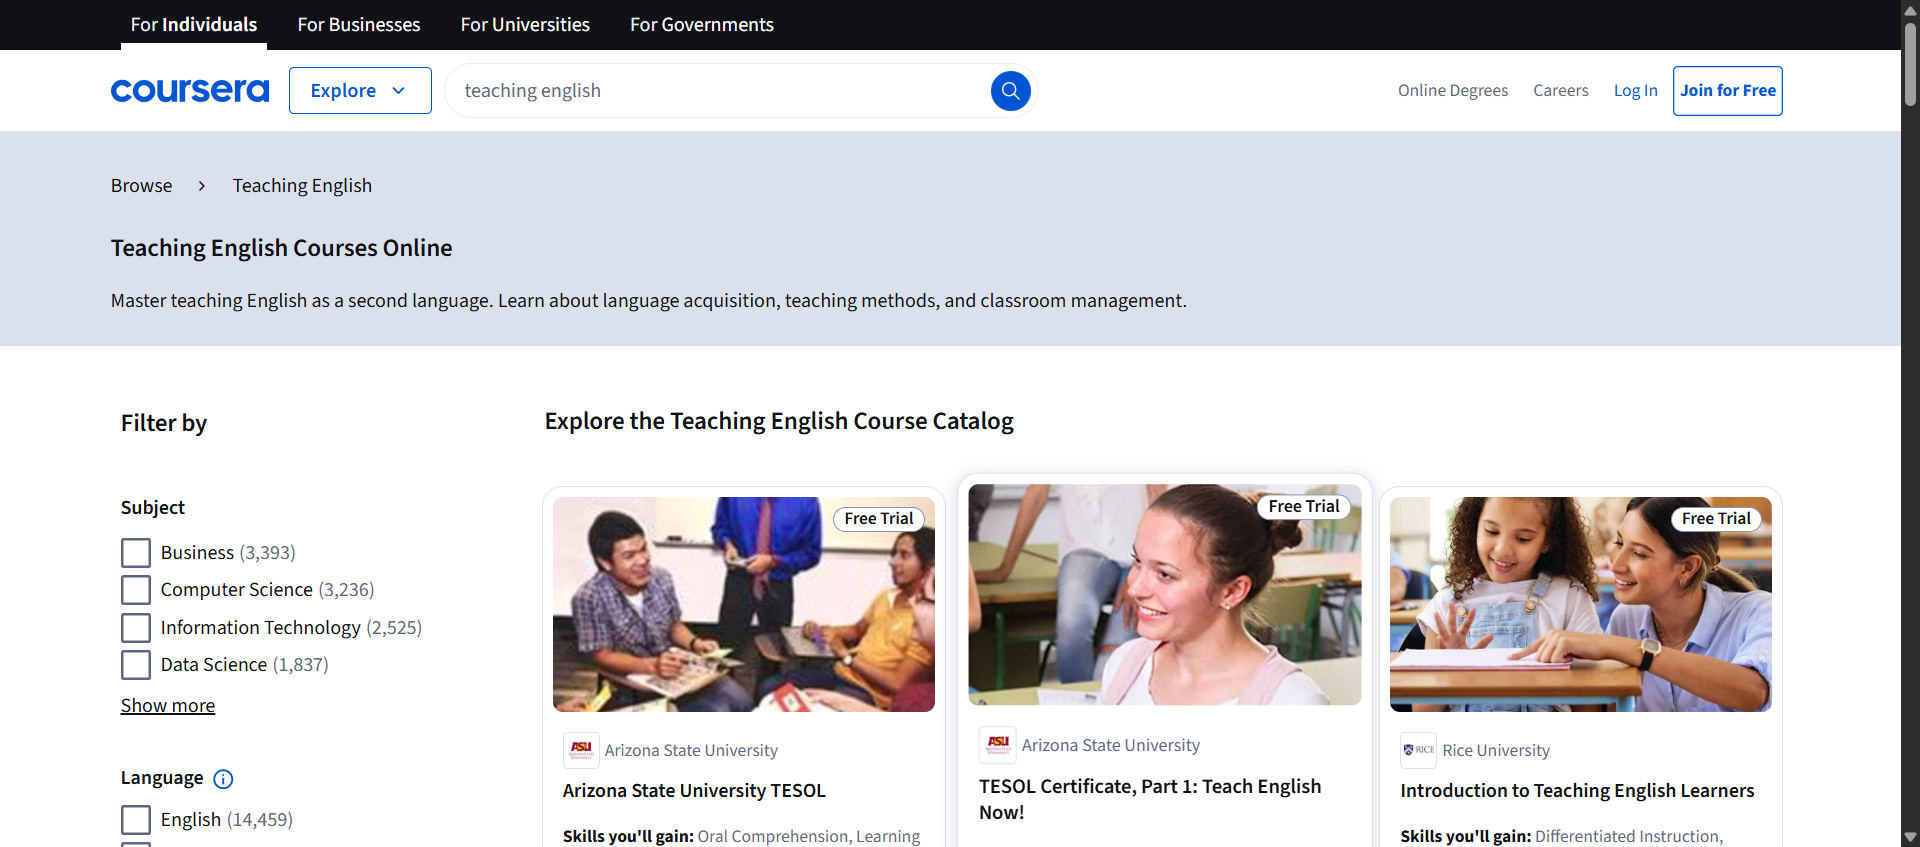 For Individuals
For Businesses
For Universities
For Governments
coursera
Explore
teaching english
Online Degrees
Careers
Log In
Join for Free
Browse
Teaching English
Teaching English Courses Online
Master teaching English as a second language. Learn about language acquisition, teaching methods, and classroom management.
Filter by
Subject
Business (3,393)
Computer Science (3,236)
Information Technology (2,525)
Data Science (1,837)
Show more
Language
English (14,459)
Explore the Teaching English Course Catalog
Free Trial
ASU
Arizona State University
Arizona State University TESOL
Skills you'll gain: Oral Comprehension, Learning
Free Trial
ASU
Arizona State University
TESOL Certificate, Part 1: Teach English
Now!
Free Trial
RICE
Rice University
Introduction to Teaching English Learners
Skills you'll gain: Differentiated Instruction,